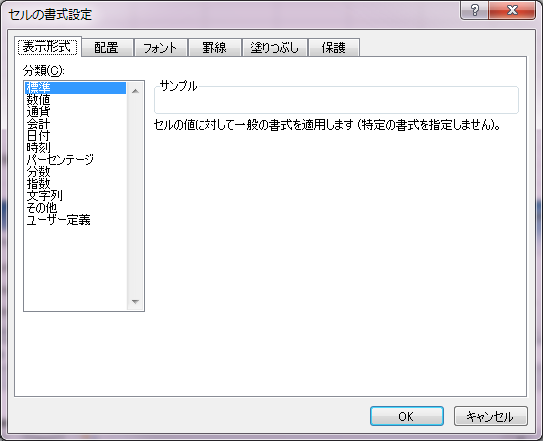 セルの書式設定
表示形式 配置 フォント 罫線 塗りつぶし 保護
分類(C):
標準
数値
通貨
会計
日付
時刻
パーセンテージ
分数
指数
文字列
その他
ユーザー定義
サンプル
セルの値に対して一般の書式を適用します (特定の書式を指定しません)。
OK キャンセル